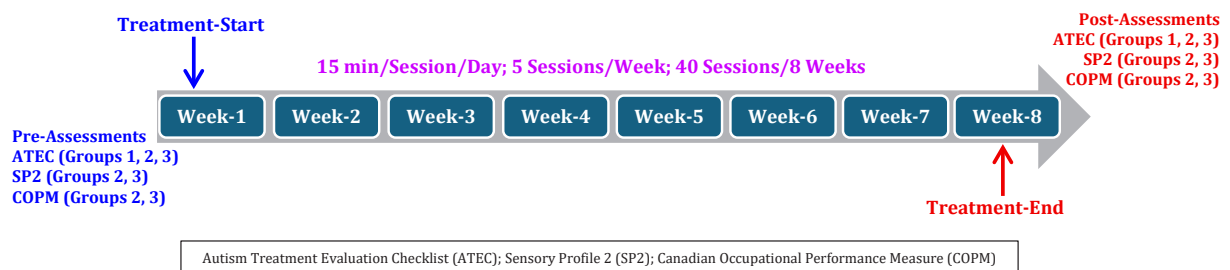 Treatment-Start
15 min/Session/Day; 5 Sessions/Week; 40 Sessions/8 Weeks
Post-Assessments
ATEC (Groups 1, 2, 3)
SP2 (Groups 2, 3)
COPM (Groups 2, 3)
Week-1 Week-2 Week-3 Week-4 Week-5 Week-6 Week-7 Week-8
Pre-Assessments
ATEC (Groups 1, 2, 3)
SP2 (Groups 2, 3)
COPM (Groups 2, 3)
Treatment-End
Autism Treatment Evaluation Checklist (ATEC); Sensory Profile 2 (SP2); Canadian Occupational Performance Measure (COPM)